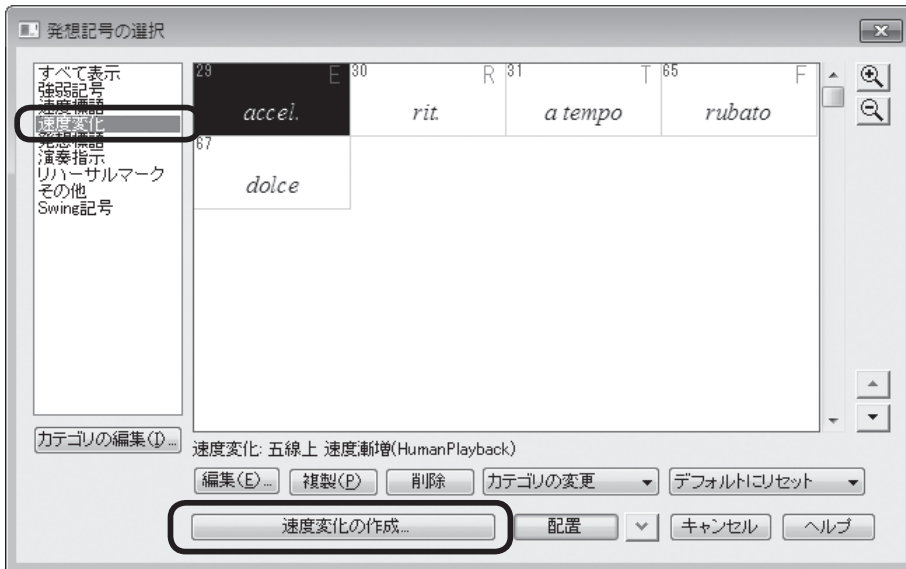 発想記号の選択
すべて表示
強弱記号
速度標語
速度変化
発想標語
演奏指示
リハーサルマーク
その他
Swing記号
29 E 30 R 31 T 65 F
accel. rit. a tempo rubato
67
dolce
カテゴリの編集(I)...
速度変化: 五線上 速度漸増(HumanPlayback)
編集(E)... 複製(P) 削除 カテゴリの変更 デフォルトにリセット
速度変化の作成... 配置 キャンセル ヘルプ